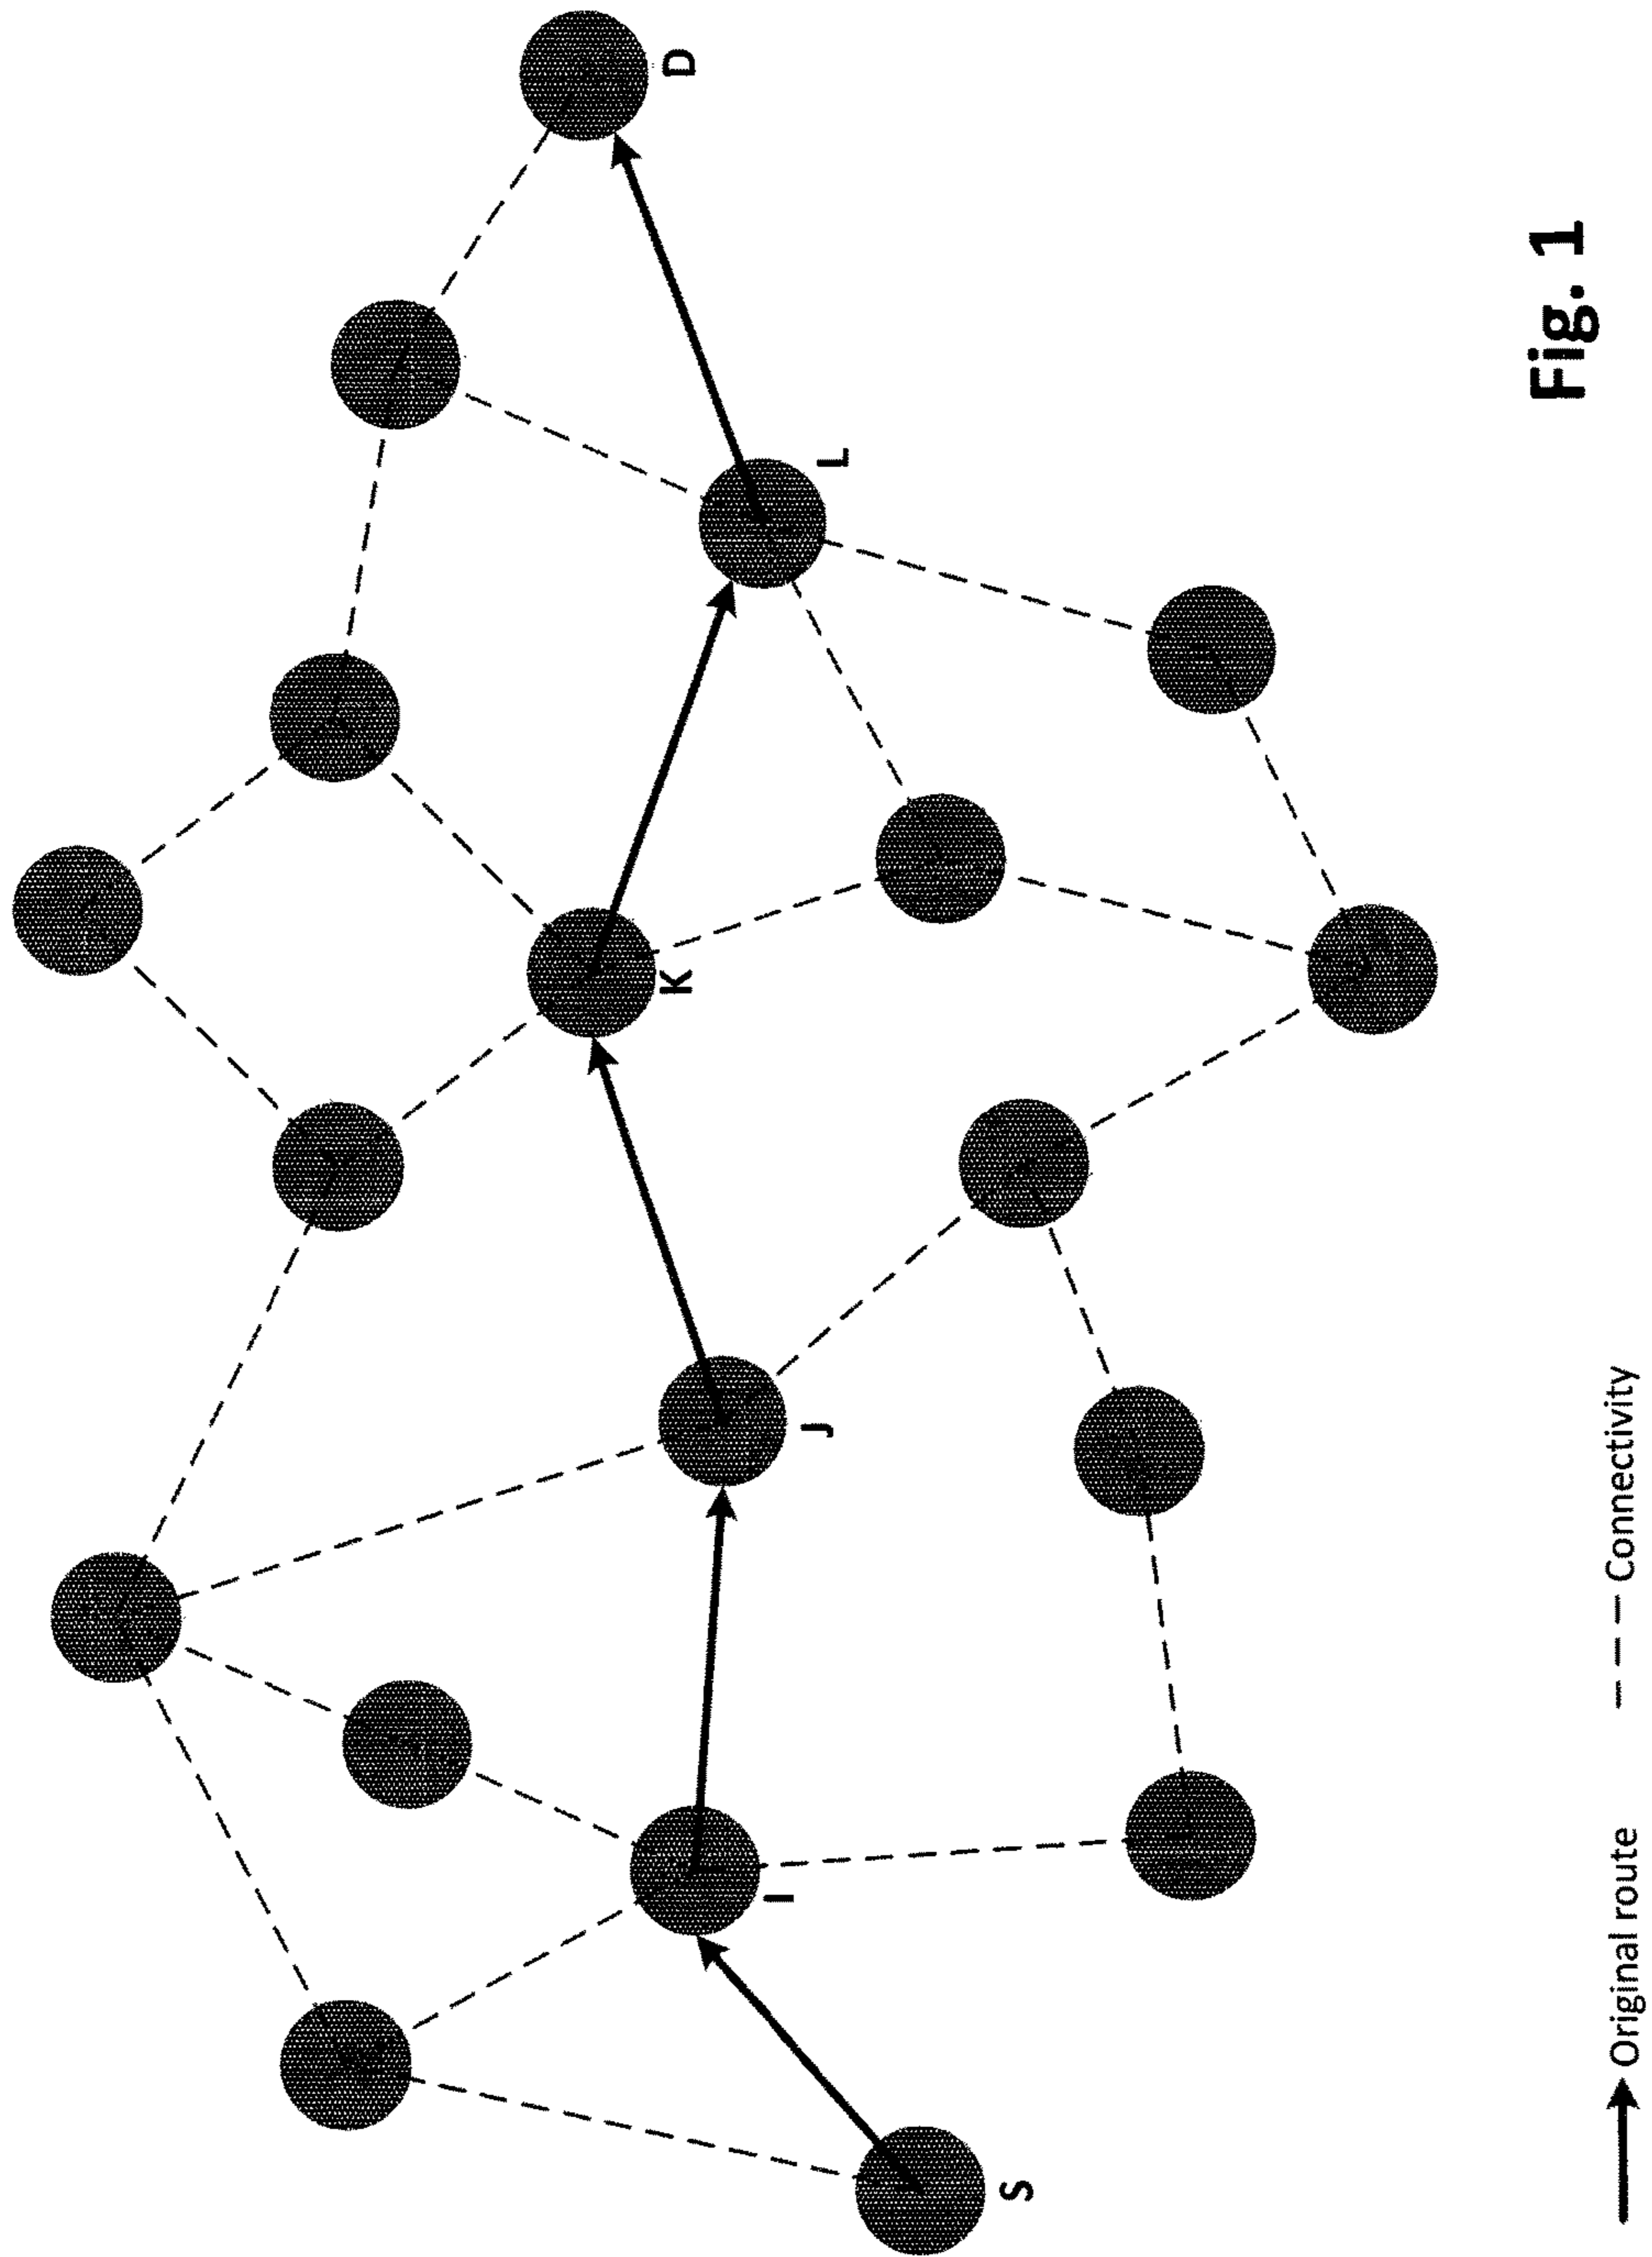 S
I
J
K
L
D
Original route
Connectivity
Fig. 1